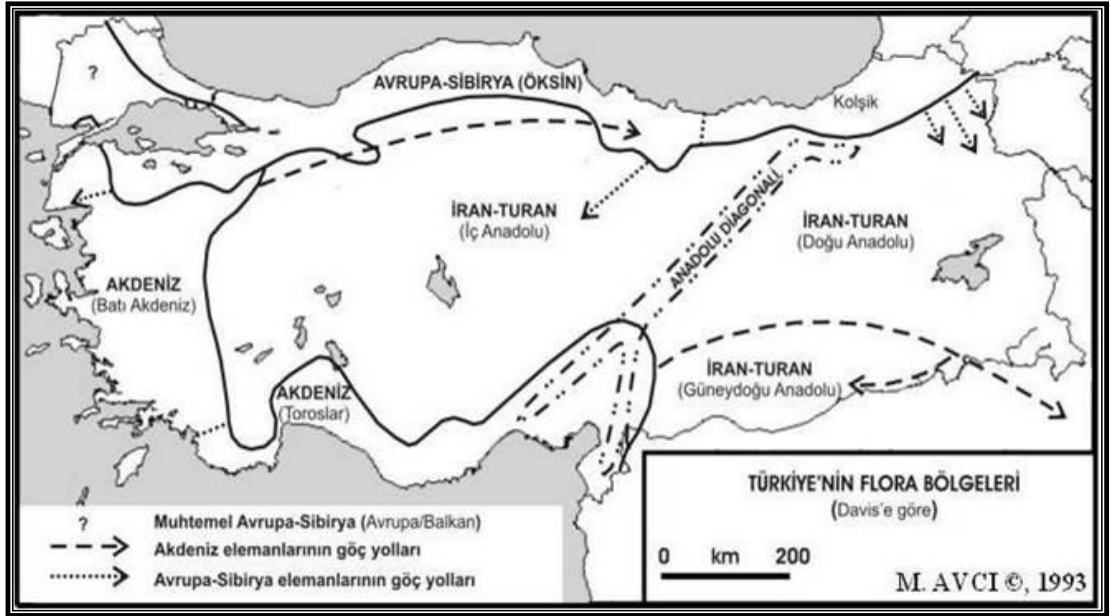 ?
AVRUPA-SİBİRYA (ÖKSİN)
Kolşik
İRAN-TURAN
(İç Anadolu)
ANADOLU DIAGONALİ
İRAN-TURAN
(Doğu Anadolu)
AKDENİZ
(Batı Akdeniz)
AKDENİZ
(Toroslar)
İRAN-TURAN
(Güneydoğu Anadolu)
TÜRKİYE'NİN FLORA BÖLGELERİ
(Davis'e göre)
0 km 200
M. AVCI ©, 1993
? Muhtemel Avrupa-Sibirya (Avrupa/Balkan)
Akdeniz elemanlarının göç yolları
Avrupa-Sibirya elemanlarının göç yolları